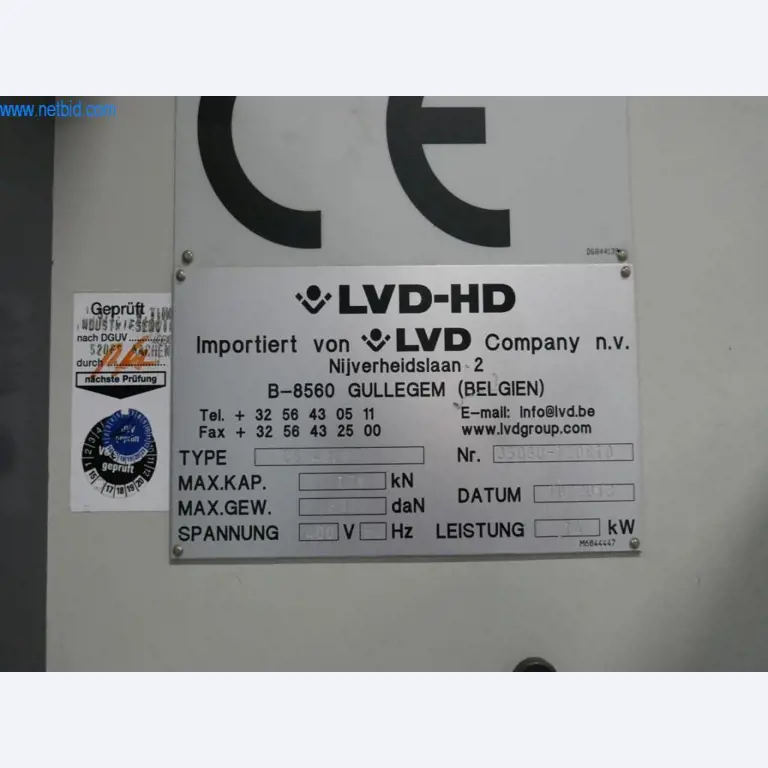 www.netbid.com
CE
D6844135
LVD-HD
Importiert von LVD Company n.v.
Nijverheidslaan 2
B-8560 GULLEGEM (BELGIEN)
Tel. + 32 56 43 05 11
E-mail: info@lvd.be
Fax + 32 56 43 25 00
www.lvdgroup.com
TYPE
Nr.
MAX.KAP. kN
DATUM
MAX.GEW. daN
SPANNUNG V Hz
LEISTUNG kW
M6844447
Geprüft
nach DGUV
durch
nächste Prüfung
geprüft